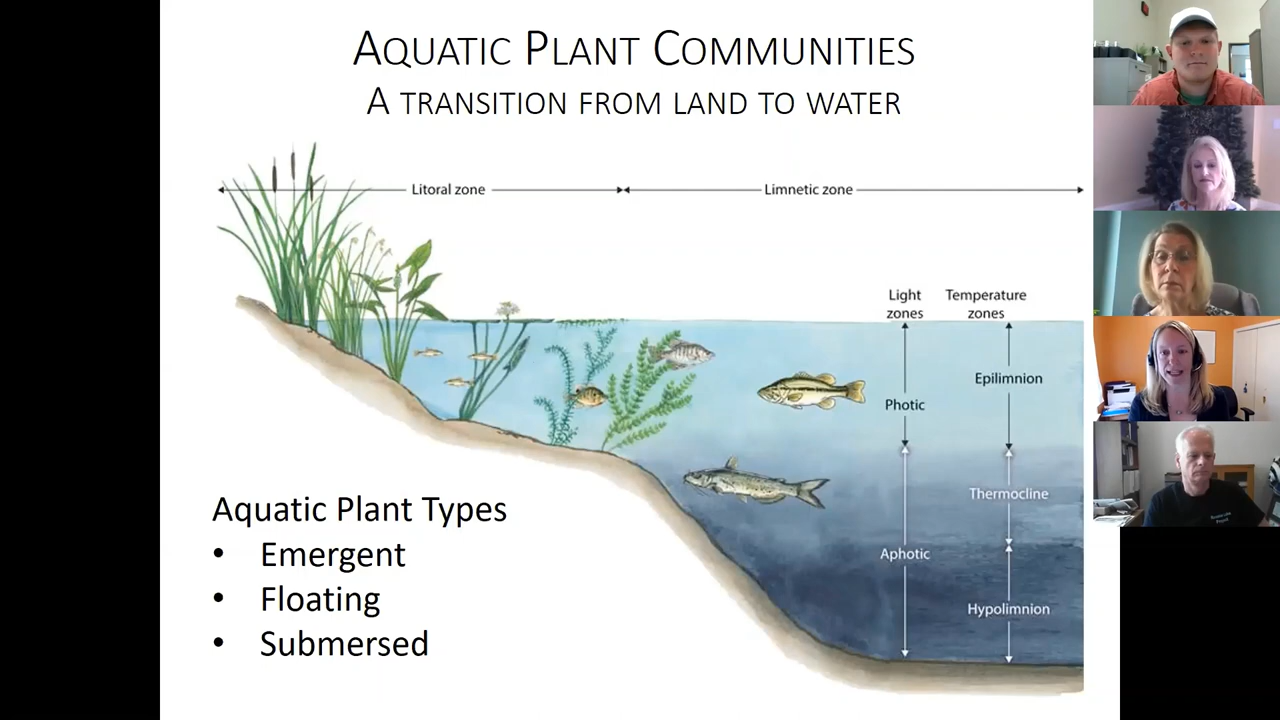 AQUATIC PLANT COMMUNITIES
A TRANSITION FROM LAND TO WATER
Litoral zone
Limnetic zone
Light
zones
Temperature
zones
Epilimnion
Photic
Thermocline
Aphotic
Hypolimnion
Aquatic Plant Types
• Emergent
• Floating
• Submersed